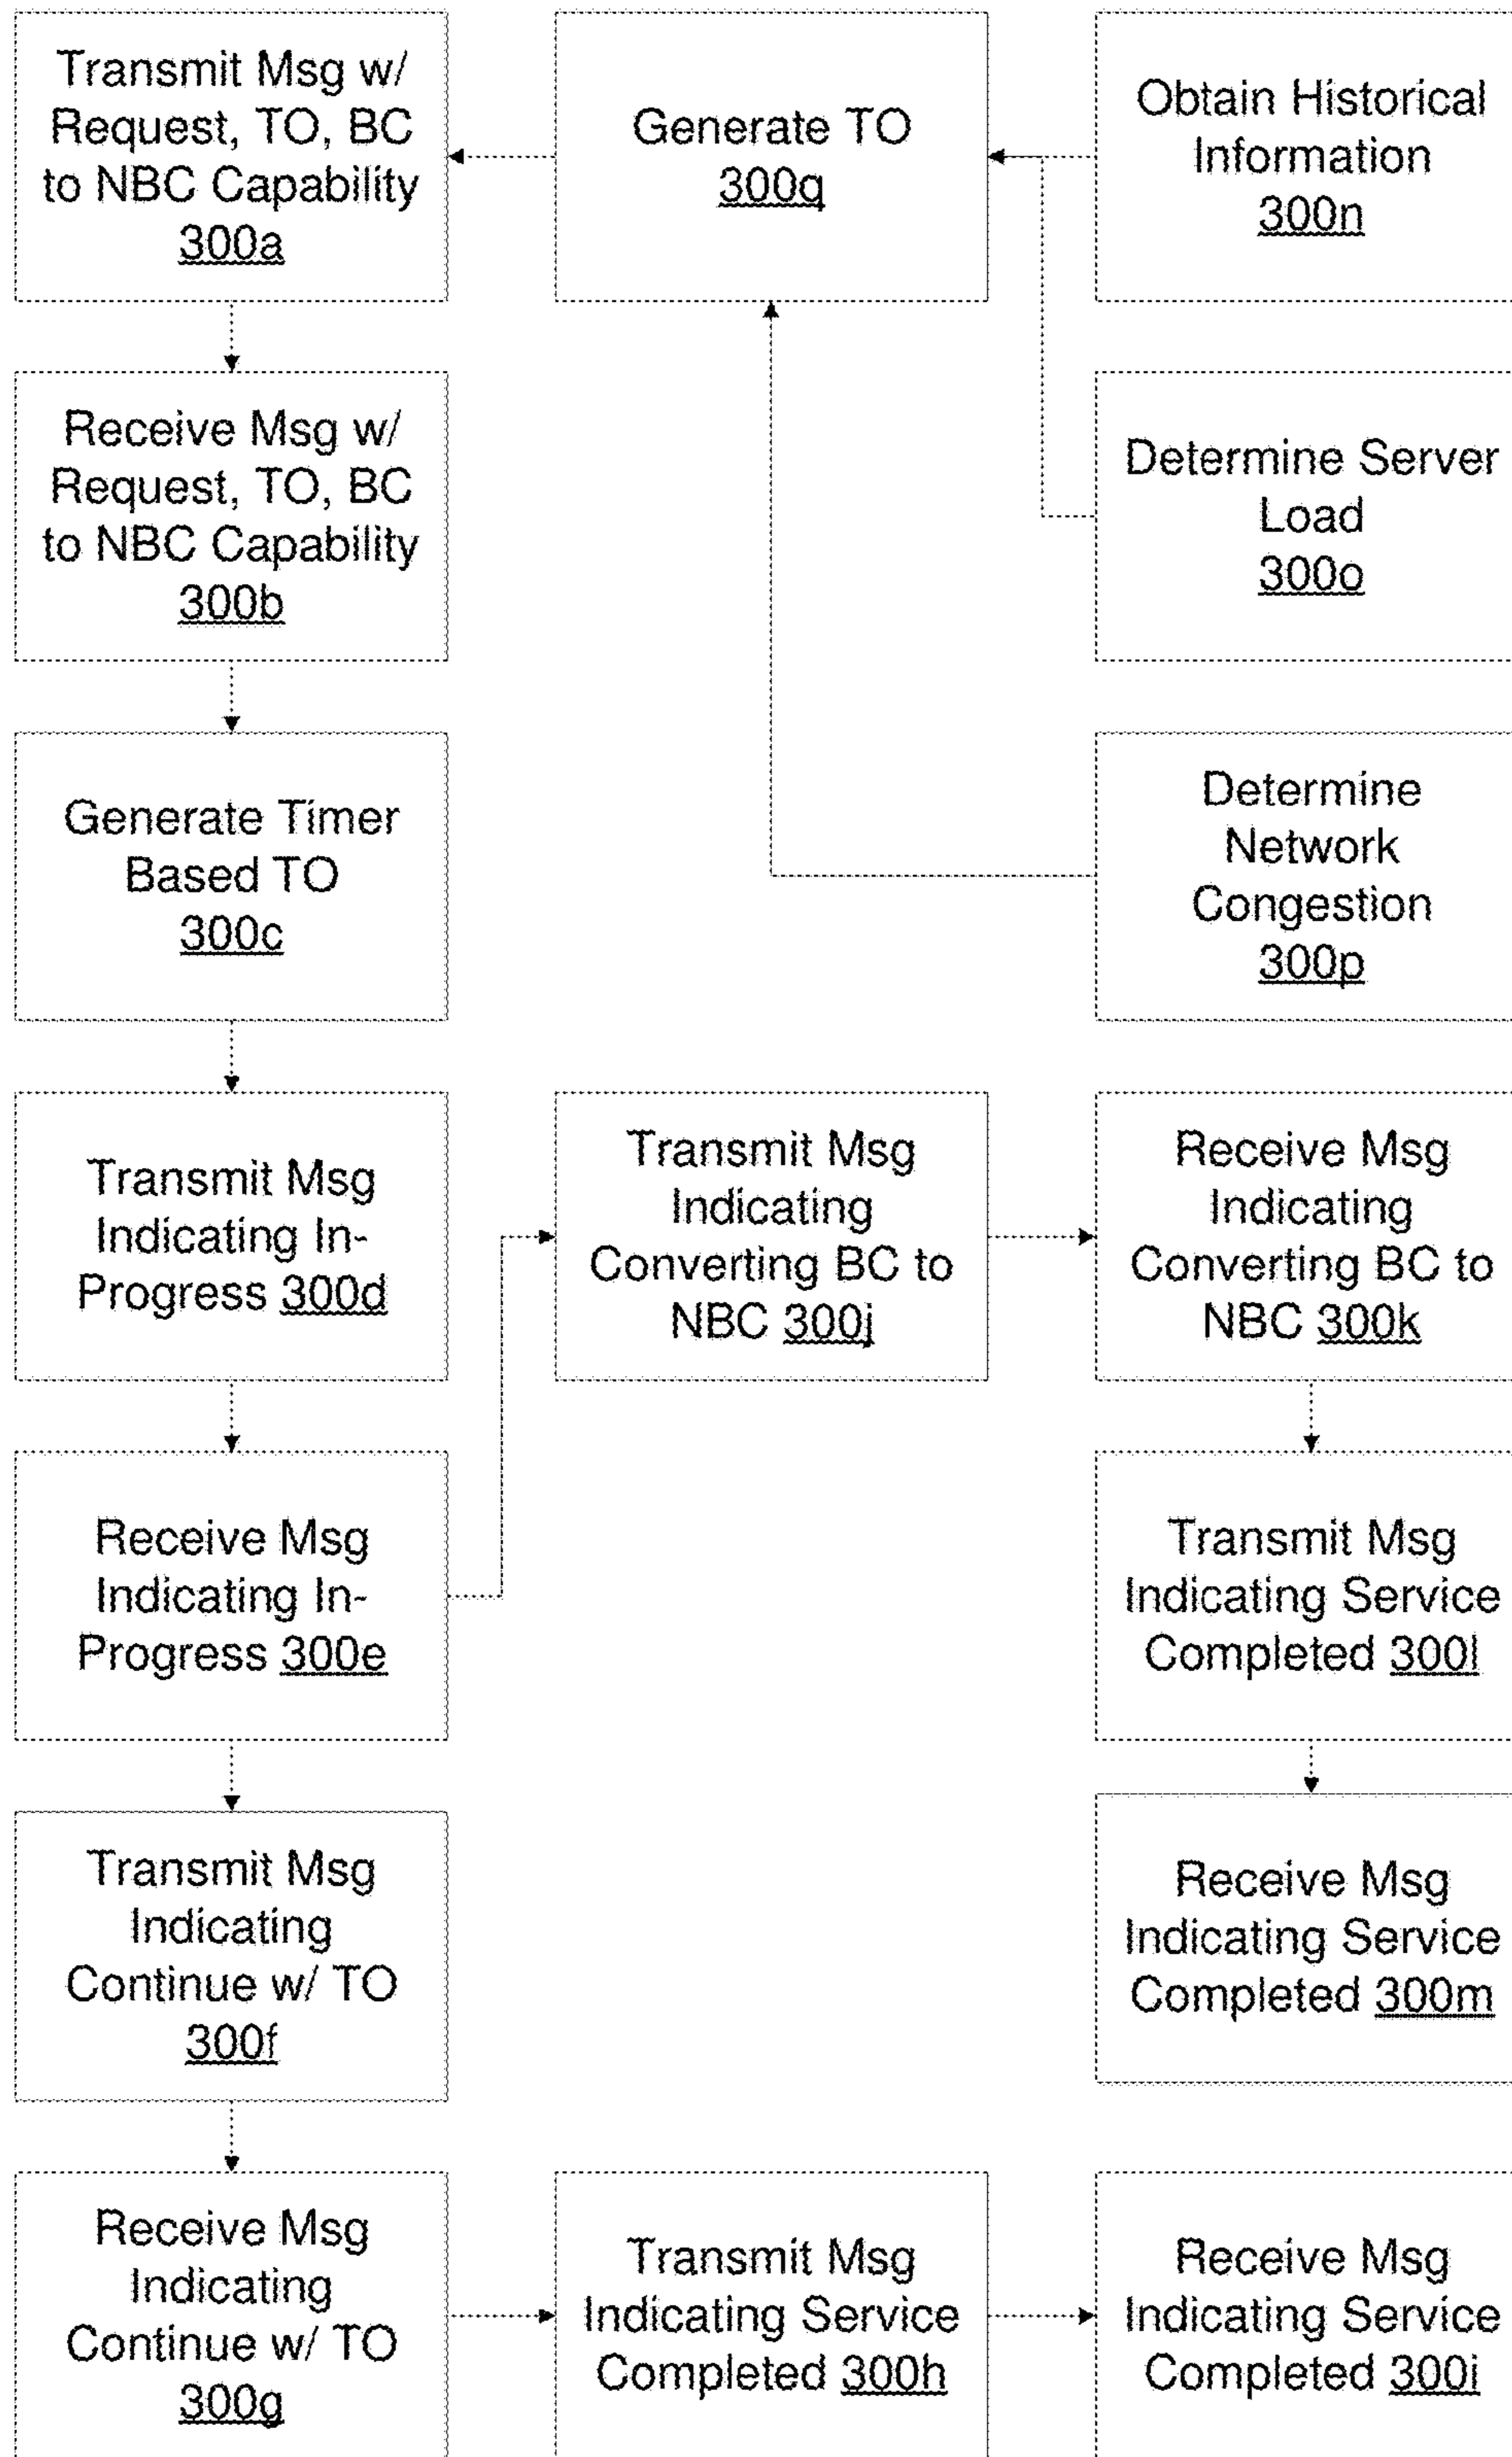 Transmit Msg w/
Request, TO, BC
to NBC Capability
300a
Generate TO
300q
Obtain Historical
Information
300n
Receive Msg w/
Request, TO, BC
to NBC Capability
300b
Determine Server
Load
300o
Generate Timer
Based TO
300c
Determine
Network
Congestion
300p
Transmit Msg
Indicating In-
Progress 300d
Transmit Msg
Indicating
Converting BC to
NBC 300j
Receive Msg
Indicating
Converting BC to
NBC 300k
Receive Msg
Indicating In-
Progress 300e
Transmit Msg
Indicating Service
Completed 300l
Transmit Msg
Indicating
Continue w/ TO
300f
Receive Msg
Indicating Service
Completed 300m
Receive Msg
Indicating
Continue w/ TO
300g
Transmit Msg
Indicating Service
Completed 300h
Receive Msg
Indicating Service
Completed 300i